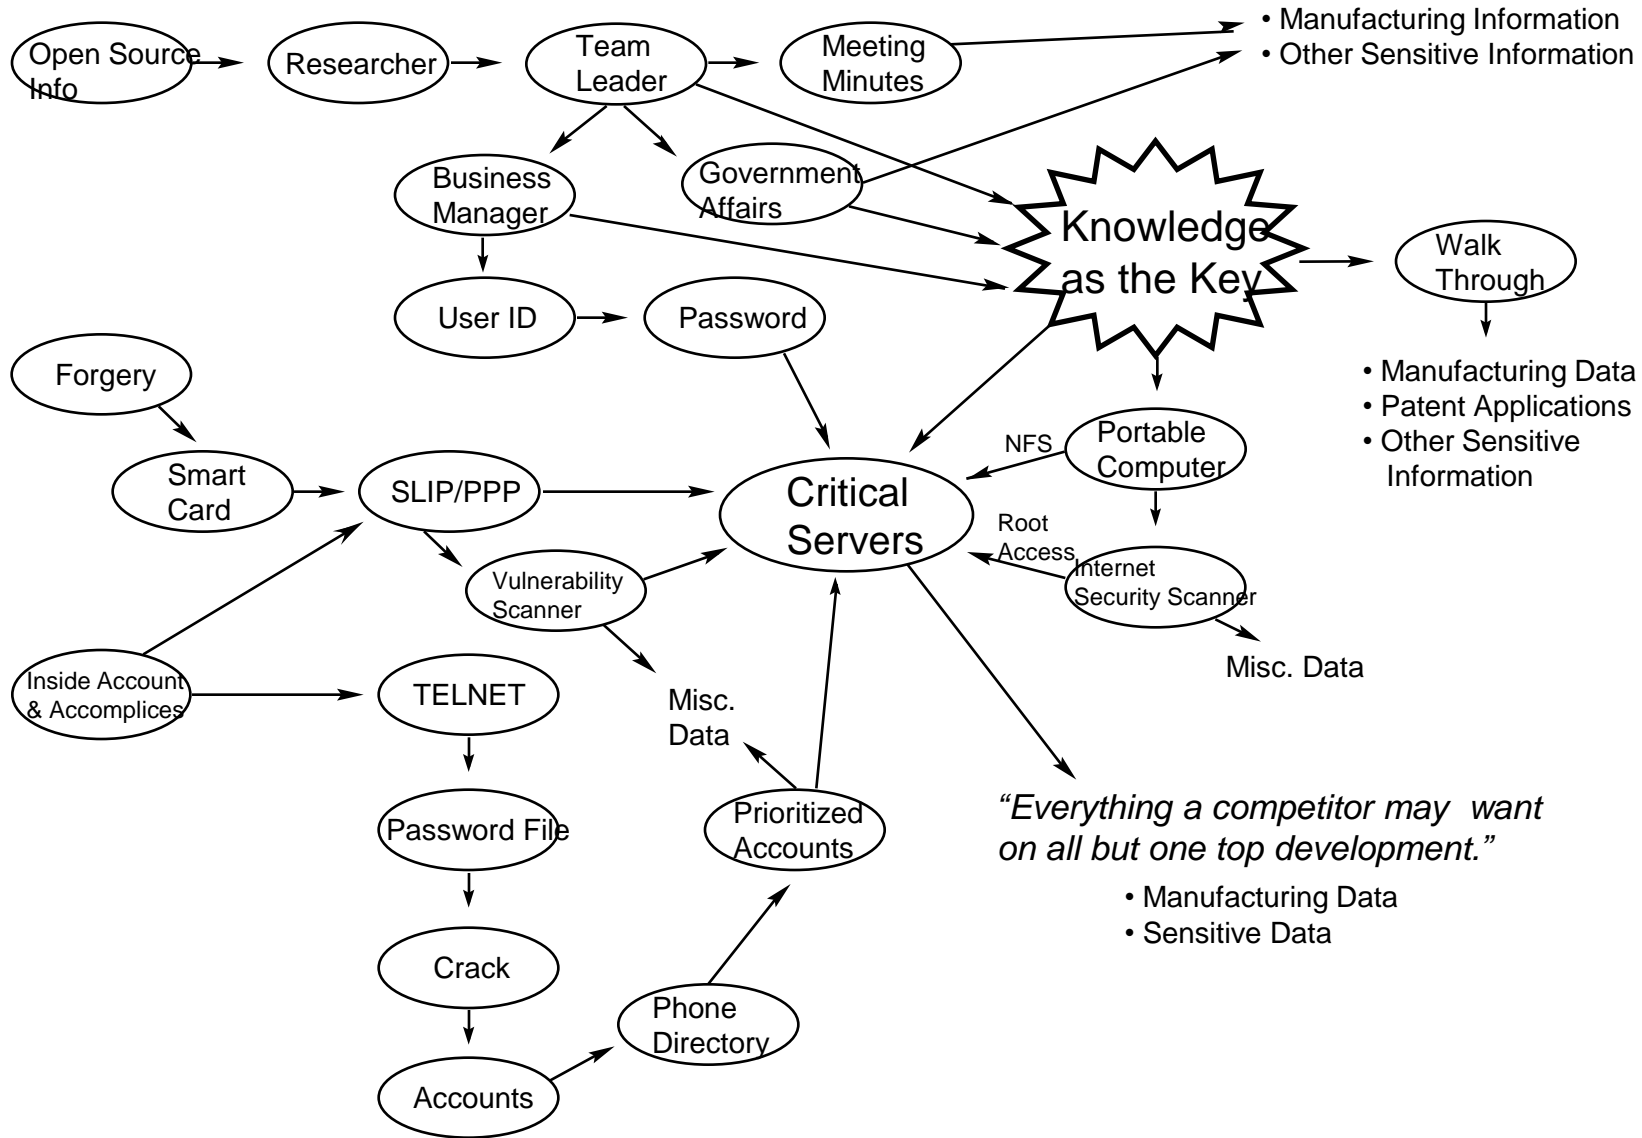 Open Source
Info
Researcher
Team
Leader
Meeting
Minutes
• Manufacturing Information
• Other Sensitive Information
Business
Manager
Government
Affairs
Knowledge
as the Key
Walk
Through
User ID
Password
• Manufacturing Data
• Patent Applications
• Other Sensitive
Information
Forgery
Smart
Card
SLIP/PPP
Critical
Servers
NFS
Portable
Computer
Root
Access
Internet
Security Scanner
Misc. Data
Vulnerability
Scanner
Inside Account
& Accomplices
TELNET
Misc.
Data
Password File
Prioritized
Accounts
“Everything a competitor may want
on all but one top development.”
• Manufacturing Data
• Sensitive Data
Crack
Phone
Directory
Accounts